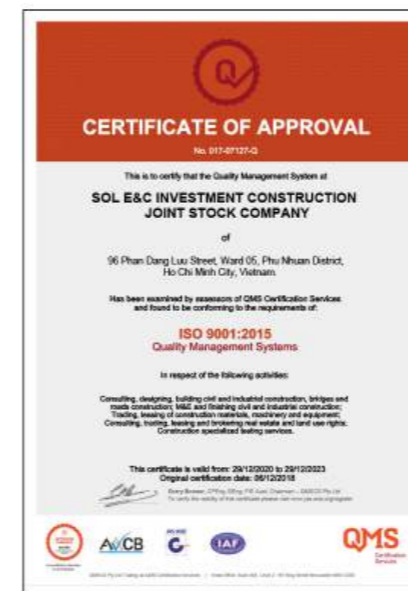 Q
CERTIFICATE OF APPROVAL
No. 017-07127-Q
This is to certify that the Quality Management System at
SOL E&C INVESTMENT CONSTRUCTION
JOINT STOCK COMPANY
of
96 Phan Dang Luu Street, Ward 05, Phu Nhuan District,
Ho Chi Minh City, Vietnam.
Has been examined by assessors of QMS Certification Services
and found to be conforming to the requirements of:
ISO 9001:2015
Quality Management Systems
In respect of the following activities:
Consulting, designing, building civil and industrial construction, bridges and
roads construction; M&E and finishing civil and industrial construction;
Trading, leasing of construction materials, machinery and equipment;
Consulting, trading, leasing and brokering real estate and land use rights;
Construction specialized testing services.
This certificate is valid from: 29/12/2020 to 29/12/2023
Original certification date: 06/12/2018
IAF
QMS
Certification
Services